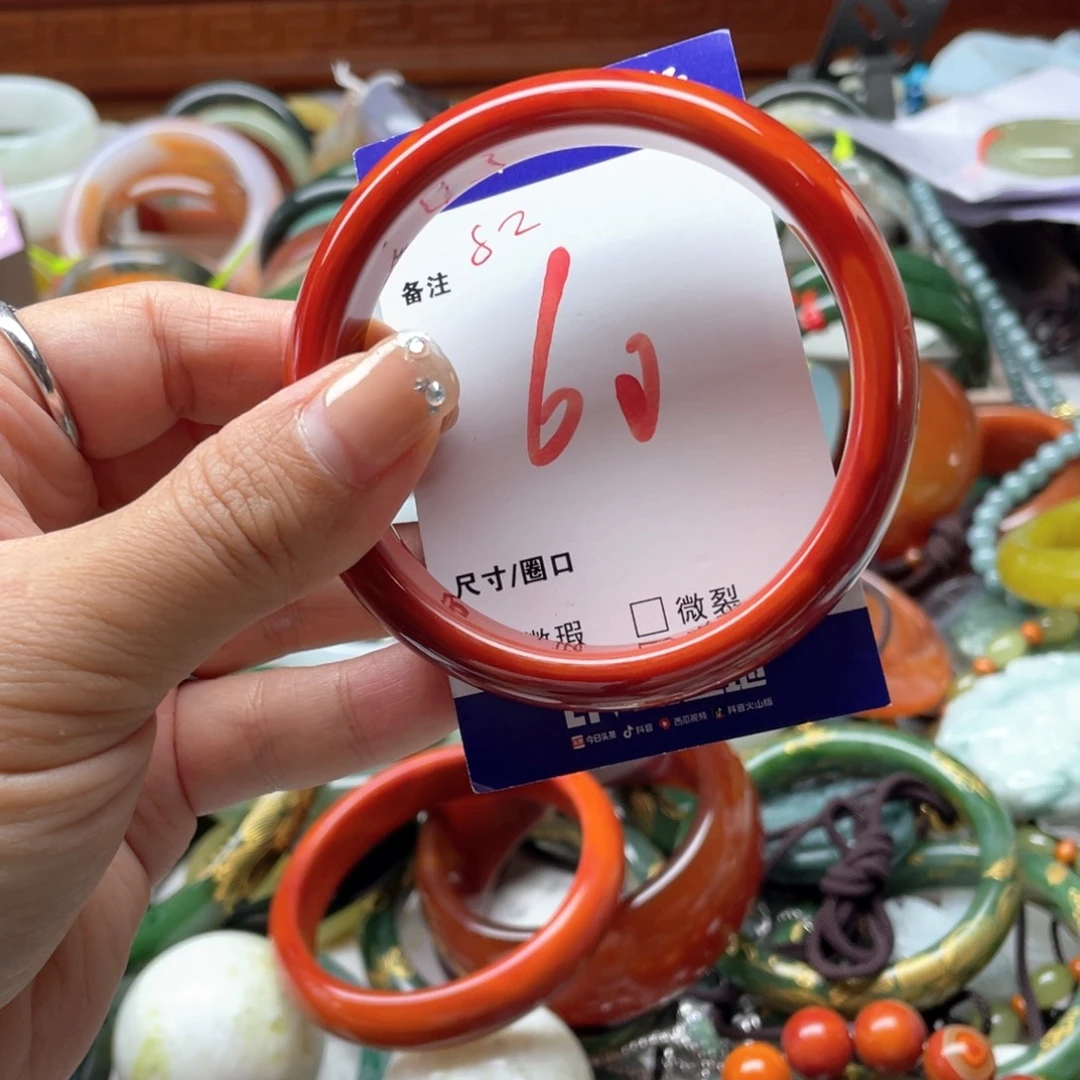 82
备注
60
尺寸/圈口
微瑕
微裂
今日头条 抖音 西瓜视频 抖音火山版